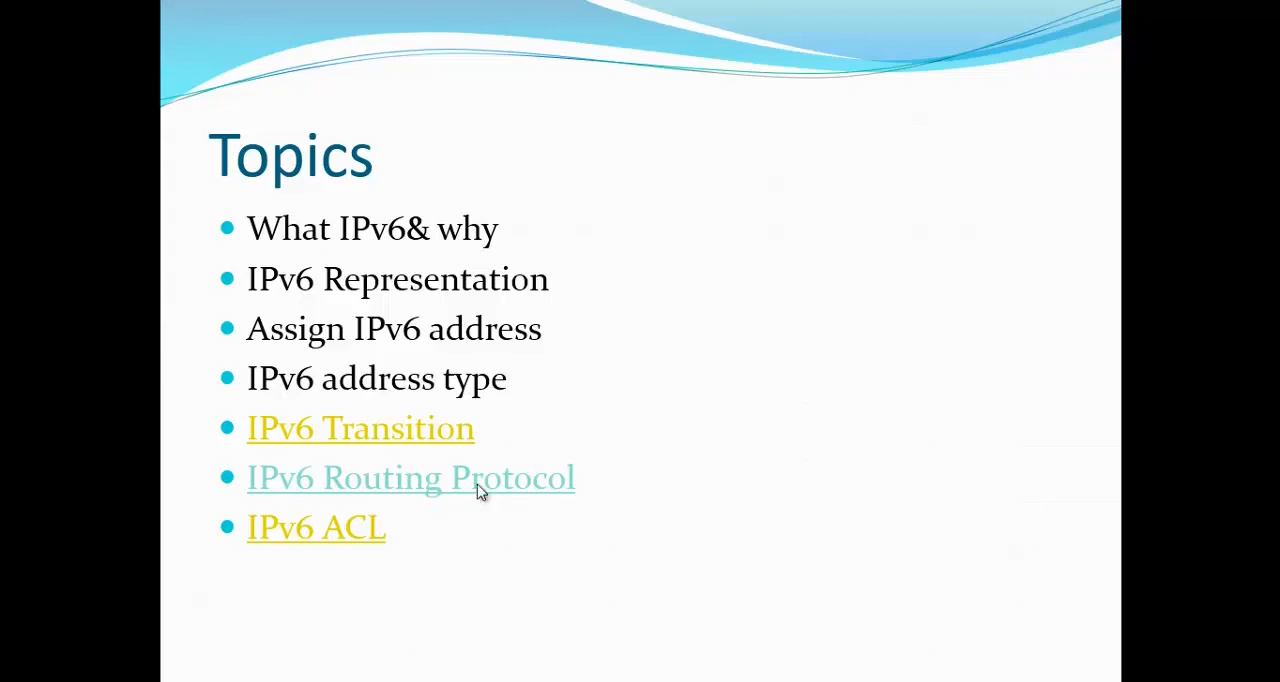 Topics
What IPv6& why
IPv6 Representation
Assign IPv6 address
IPv6 address type
IPv6 Transition
IPv6 Routing Protocol
IPv6 ACL